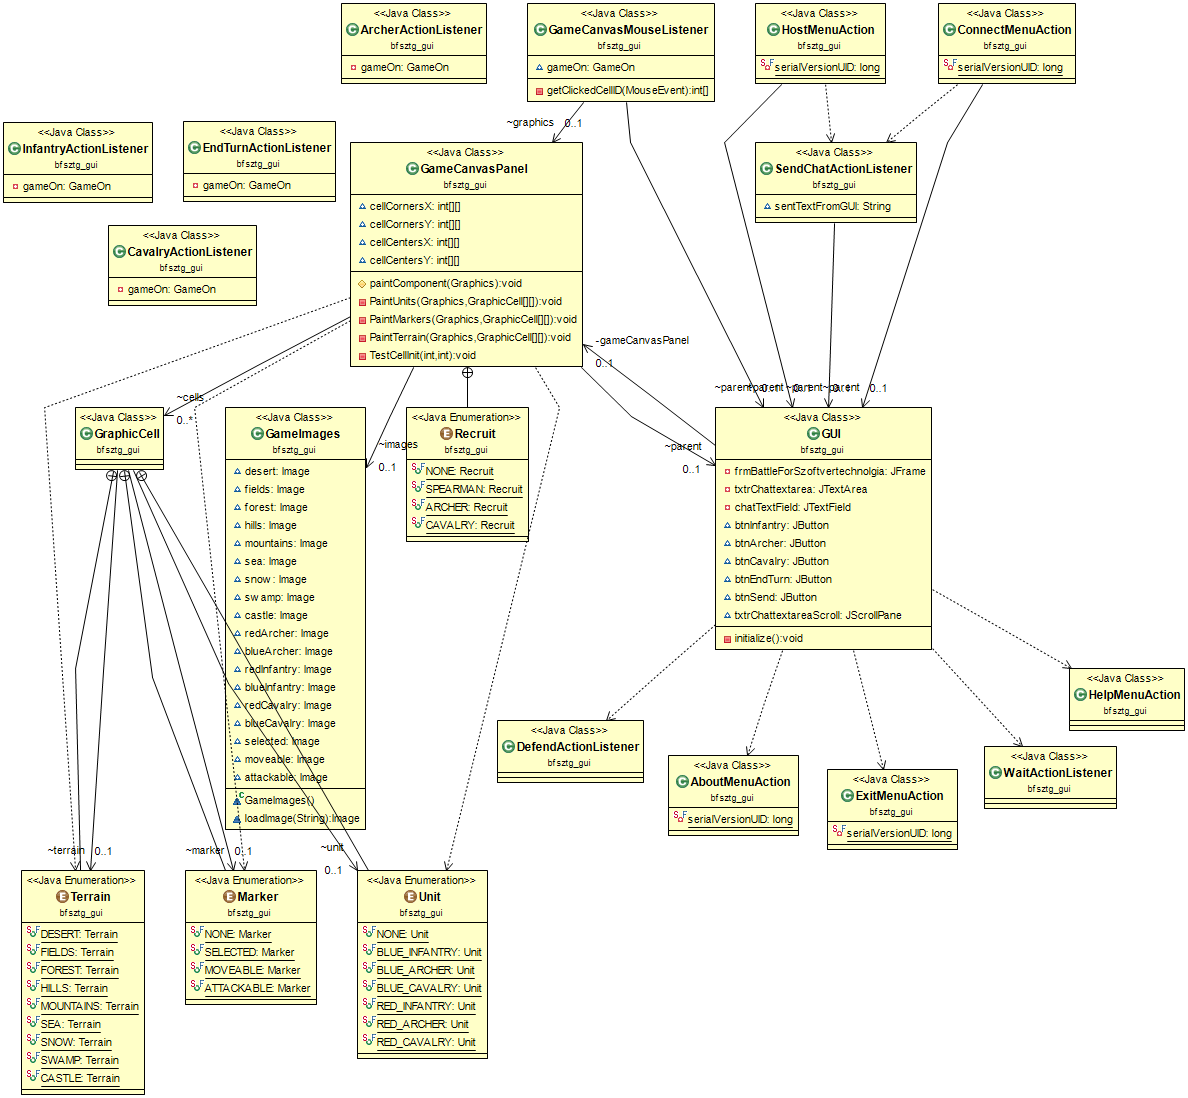 <<Java Class>>
ArcherActionListener
bfsztg_gui
gameOn: GameOn
<<Java Class>>
GameCanvasMouseListener
bfsztg_gui
gameOn: GameOn
getClickedCellID(MouseEvent):int[]
<<Java Class>>
HostMenuAction
bfsztg_gui
serialVersionUID: long
<<Java Class>>
ConnectMenuAction
bfsztg_gui
serialVersionUID: long
<<Java Class>>
InfantryActionListener
bfsztg_gui
gameOn: GameOn
<<Java Class>>
EndTurnActionListener
bfsztg_gui
gameOn: GameOn
<<Java Class>>
CavalryActionListener
bfsztg_gui
gameOn: GameOn
~graphics
0..1
<<Java Class>>
GameCanvasPanel
bfsztg_gui
cellCornersX: int[][]
cellCornersY: int[][]
cellCentersX: int[][]
cellCentersY: int[][]
paintComponent(Graphics):void
PaintUnits(Graphics,GraphicCell[][]):void
PaintMarkers(Graphics,GraphicCell[][]):void
PaintTerrain(Graphics,GraphicCell[][]):void
TestCellInit(int,int):void
<<Java Class>>
SendChatActionListener
bfsztg_gui
sentTextFromGUI: String
-gameCanvasPanel
0..1
~parent
0..1
~parent
0..1
~parent
0..1
~parent
0..1
~parent
0..1
~cells
0..*
~images
0..1
<<Java Class>>
GraphicCell
bfsztg_gui
<<Java Class>>
GameImages
bfsztg_gui
desert: Image
fields: Image
forest: Image
hills: Image
mountains: Image
sea: Image
snow: Image
swamp: Image
castle: Image
redArcher: Image
blueArcher: Image
redInfantry: Image
blueInfantry: Image
redCavalry: Image
blueCavalry: Image
selected: Image
moveable: Image
attackable: Image
GameImages()
loadImage(String):Image
<<Java Enumeration>>
Recruit
bfsztg_gui
NONE: Recruit
SPEARMAN: Recruit
ARCHER: Recruit
CAVALRY: Recruit
<<Java Class>>
GUI
bfsztg_gui
frmBattleForSzoftvertechnolgia: JFrame
txtrChattextarea: JTextArea
chatTextField: JTextField
btnInfantry: JButton
btnArcher: JButton
btnCavalry: JButton
btnEndTurn: JButton
btnSend: JButton
txtrChattextareaScroll: JScrollPane
initialize():void
<<Java Class>>
DefendActionListener
bfsztg_gui
<<Java Class>>
AboutMenuAction
bfsztg_gui
serialVersionUID: long
<<Java Class>>
ExitMenuAction
bfsztg_gui
serialVersionUID: long
<<Java Class>>
WaitActionListener
bfsztg_gui
<<Java Class>>
HelpMenuAction
bfsztg_gui
~terrain
0..1
~marker
0..1
~unit
0..1
<<Java Enumeration>>
Terrain
bfsztg_gui
DESERT: Terrain
FIELDS: Terrain
FOREST: Terrain
HILLS: Terrain
MOUNTAINS: Terrain
SEA: Terrain
SNOW: Terrain
SWAMP: Terrain
CASTLE: Terrain
<<Java Enumeration>>
Marker
bfsztg_gui
NONE: Marker
SELECTED: Marker
MOVEABLE: Marker
ATTACKABLE: Marker
<<Java Enumeration>>
Unit
bfsztg_gui
NONE: Unit
BLUE_INFANTRY: Unit
BLUE_ARCHER: Unit
BLUE_CAVALRY: Unit
RED_INFANTRY: Unit
RED_ARCHER: Unit
RED_CAVALRY: Unit